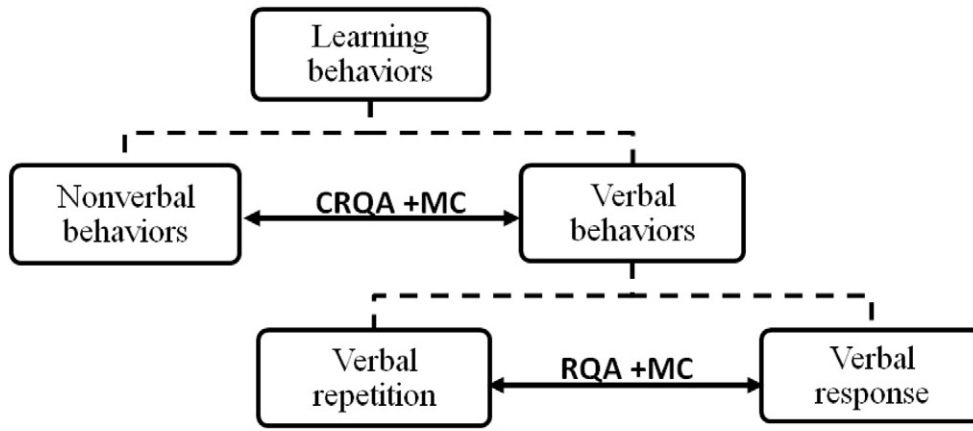 Learning
behaviors
Nonverbal
behaviors
CRQA +MC
Verbal
behaviors
Verbal
repetition
RQA +MC
Verbal
response